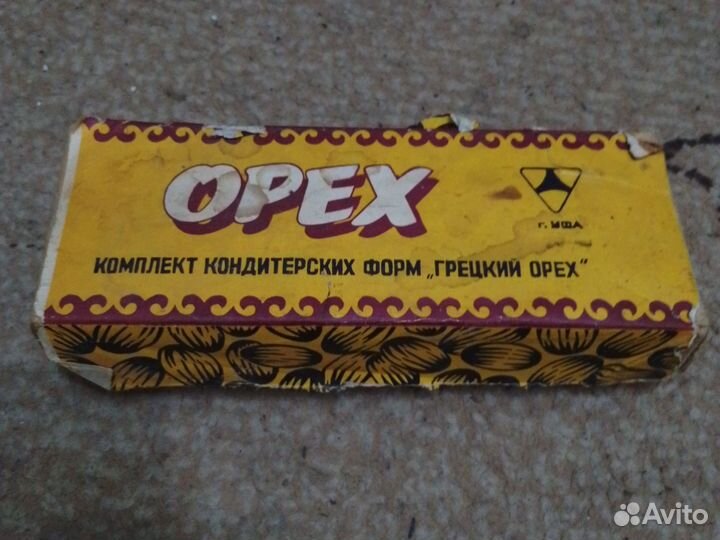 ОРЕХ
г. УФА
КОМПЛЕКТ КОНДИТЕРСКИХ ФОРМ „ГРЕЦКИЙ ОРЕХ"
Avito